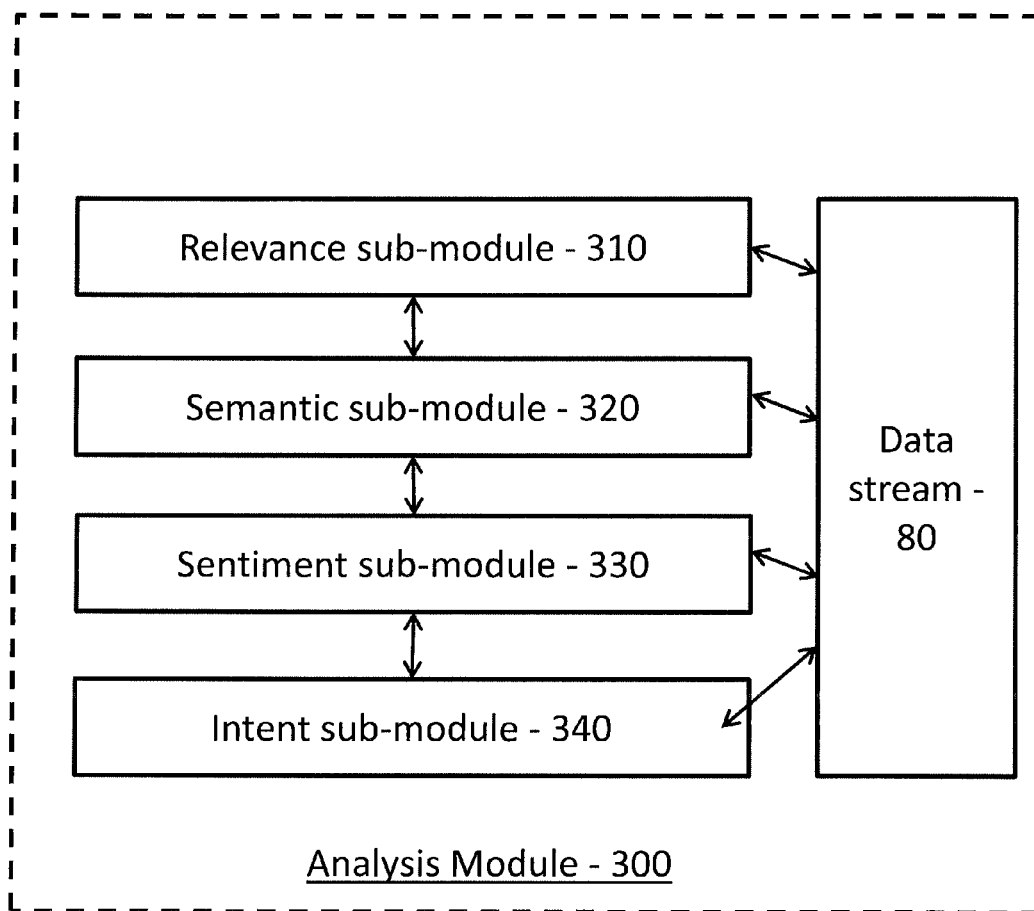 Relevance sub-module - 310
Semantic sub-module - 320
Sentiment sub-module - 330
Intent sub-module - 340
Data
stream -
80
Analysis Module - 300